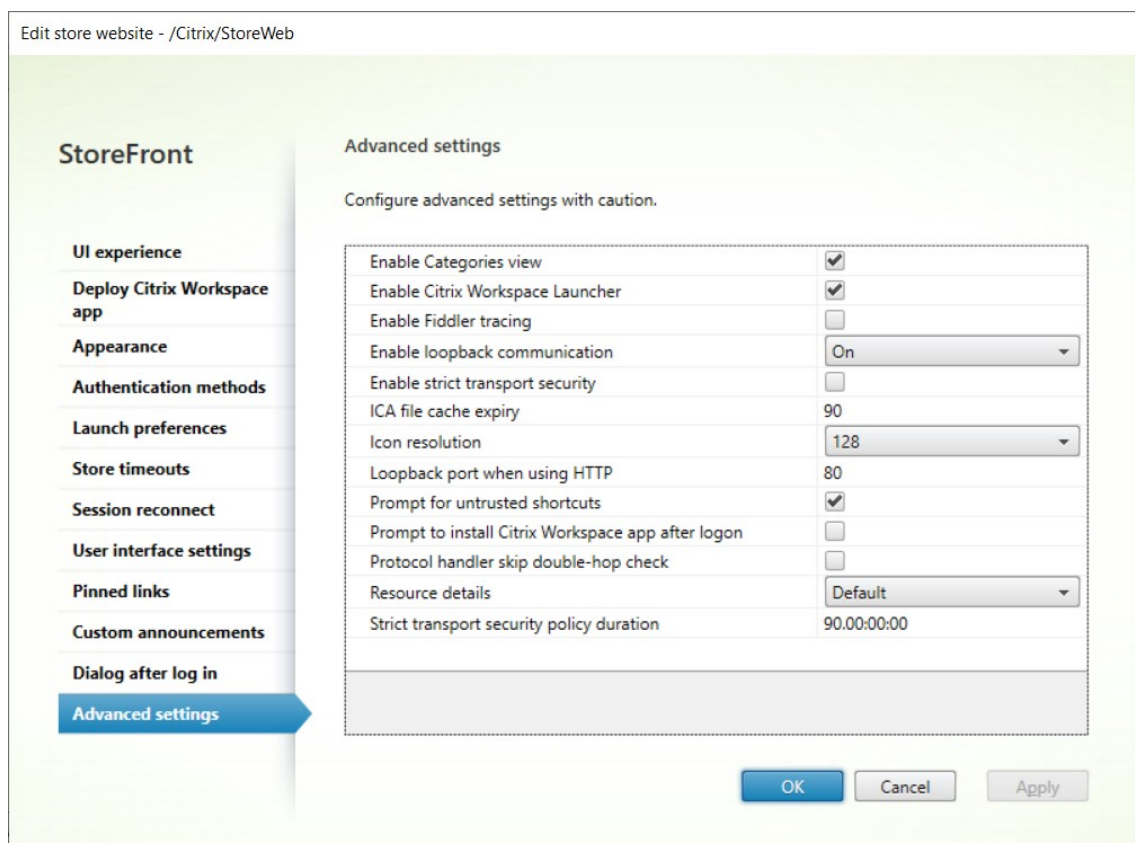 Edit store website - /Citrix/StoreWeb
StoreFront
UI experience
Deploy Citrix Workspace
app
Appearance
Authentication methods
Launch preferences
Store timeouts
Session reconnect
User interface settings
Pinned links
Custom announcements
Dialog after log in
Advanced settings
Advanced settings
Configure advanced settings with caution.
Enable Categories view
Enable Citrix Workspace Launcher
Enable Fiddler tracing
Enable loopback communication On
Enable strict transport security
ICA file cache expiry 90
Icon resolution 128
Loopback port when using HTTP 80
Prompt for untrusted shortcuts
Prompt to install Citrix Workspace app after logon
Protocol handler skip double-hop check
Resource details Default
Strict transport security policy duration 90.00:00:00
OK Cancel Apply